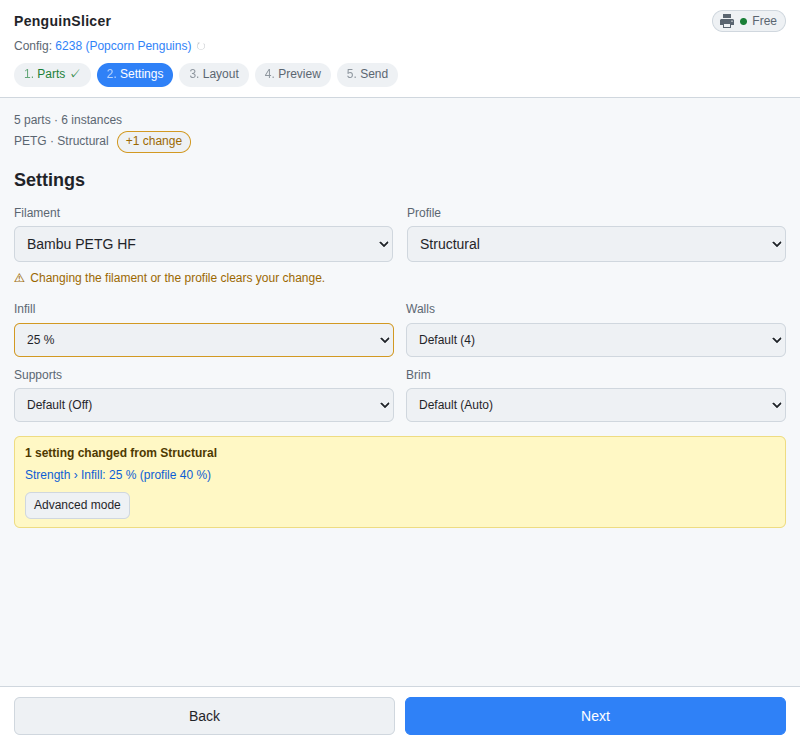 PenguinSlicer
Free
Config: 6238 (Popcorn Penguins)
1. Parts ✓
2. Settings
3. Layout
4. Preview
5. Send
5 parts · 6 instances
PETG · Structural
+1 change
Settings
Filament
Profile
Bambu PETG HF
Structural
⚠ Changing the filament or the profile clears your change.
Infill
Walls
25 %
Default (4)
Supports
Brim
Default (Off)
Default (Auto)
1 setting changed from Structural
Strength › Infill: 25 % (profile 40 %)
Advanced mode
Back
Next